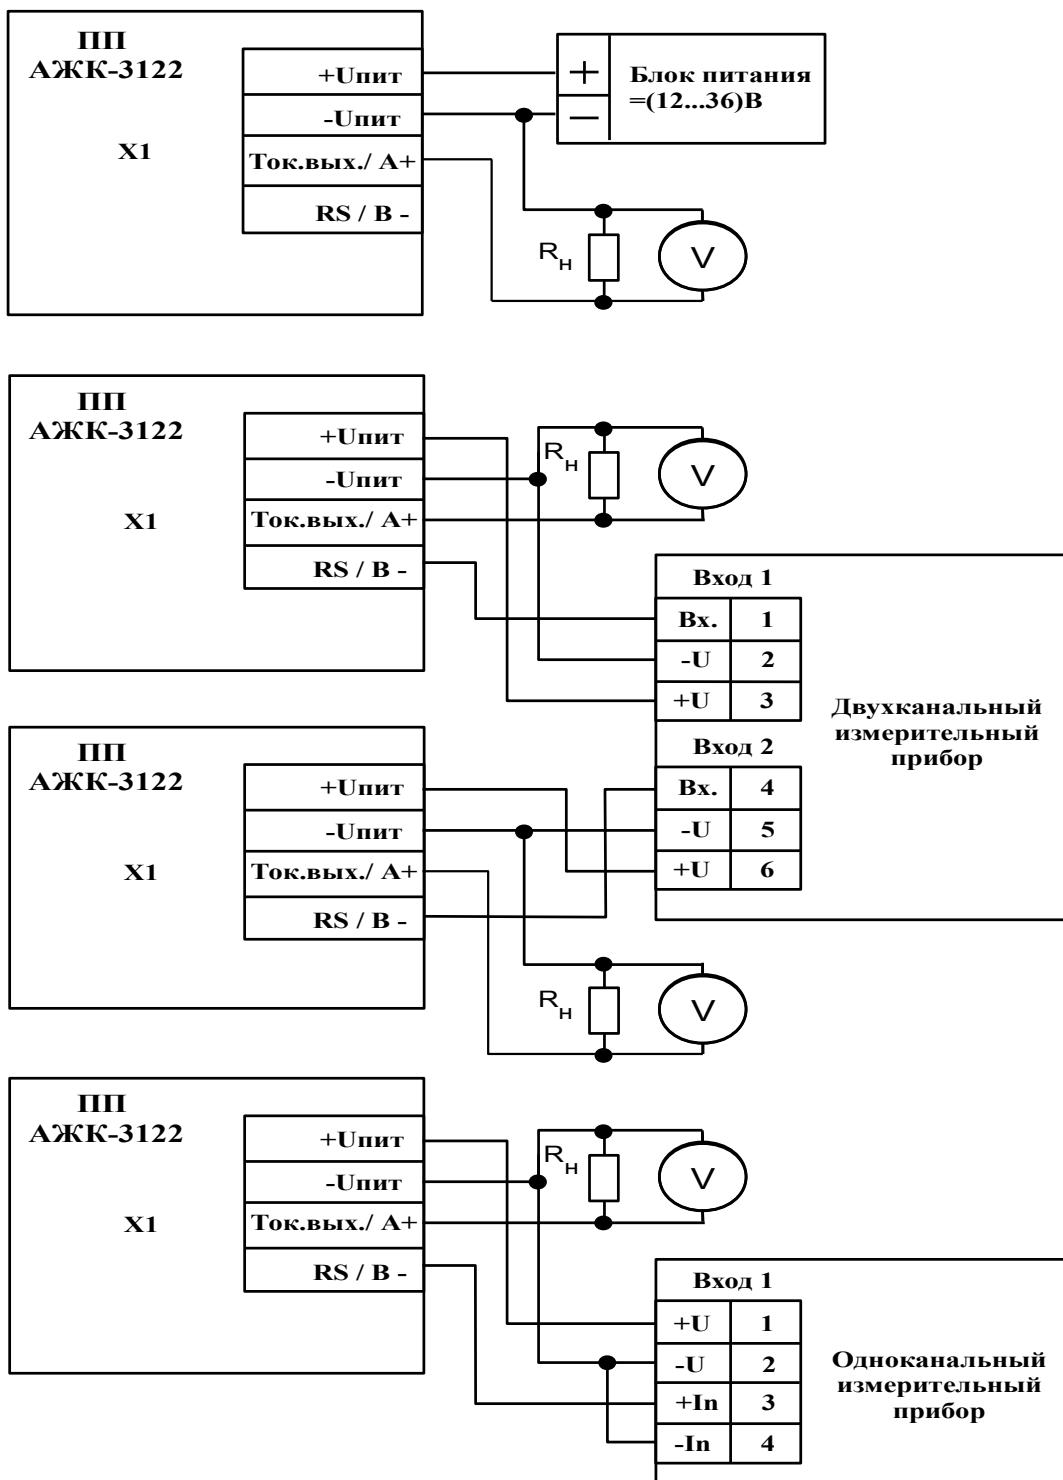 ПП
АЖК-3122
X1
+Uпит
-Uпит
Ток.вых./ A+
RS / B -
+
—
Блок питания
=(12...36)В
RН
V
ПП
АЖК-3122
X1
+Uпит
-Uпит
Ток.вых./ A+
RS / B -
RН
V
Вход 1
Вх. 1
-U 2
+U 3
Вход 2
Вх. 4
-U 5
+U 6
Двухканальный
измерительный
прибор
ПП
АЖК-3122
X1
+Uпит
-Uпит
Ток.вых./ A+
RS / B -
RН
V
ПП
АЖК-3122
X1
+Uпит
-Uпит
Ток.вых./ A+
RS / B -
RН
V
Вход 1
+U 1
-U 2
+In 3
-In 4
Одноканальный
измерительный
прибор